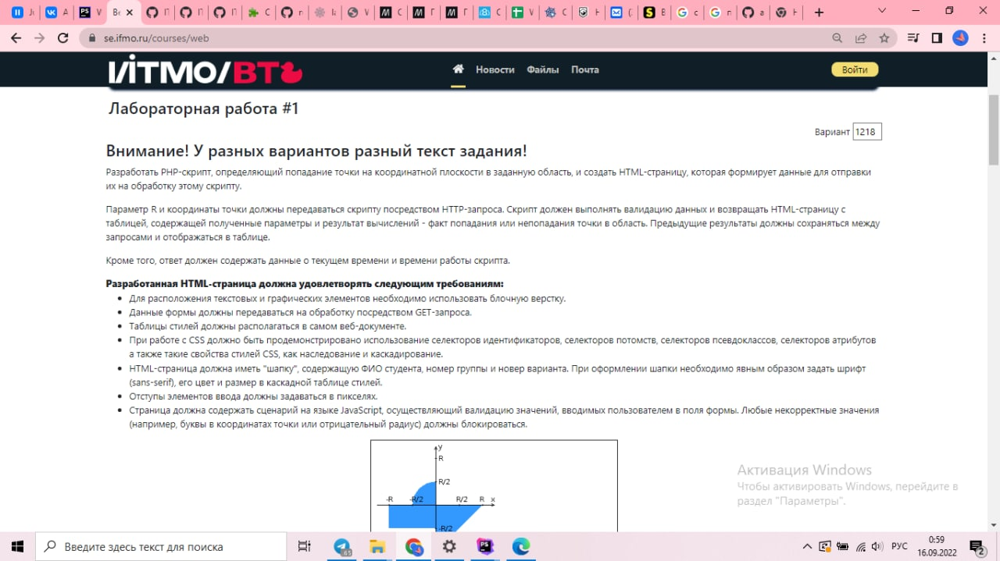 se.ifmo.ru/courses/web
ИТМО/ВТ
Новости Файлы Почта
Войти
Лабораторная работа #1
Вариант 1218
Внимание! У разных вариантов разный текст задания!
Разработать PHP-скрипт, определяющий попадание точки на координатной плоскости в заданную область, и создать HTML-страницу, которая формирует данные для отправки
их на обработку этому скрипту.
Параметр R и координаты точки должны передаваться скрипту посредством HTTP-запроса. Скрипт должен выполнять валидацию данных и возвращать HTML-страницу с
таблицей, содержащей полученные параметры и результат вычислений - факт попадания или непопадания точки в область. Предыдущие результаты должны сохраняться между
запросами и отображаться в таблице.
Кроме того, ответ должен содержать данные о текущем времени и времени работы скрипта.
Разработанная HTML-страница должна удовлетворять следующим требованиям:
Для расположения текстовых и графических элементов необходимо использовать блочную верстку.
Данные формы должны передаваться на обработку посредством GET-запроса.
Таблицы стилей должны располагаться в самом веб-документе.
При работе с CSS должно быть продемонстрировано использование селекторов идентификаторов, селекторов потомств, селекторов псевдоклассов, селекторов атрибутов
а также такие свойства стилей CSS, как наследование и каскадирование.
HTML-страница должна иметь "шапку", содержащую ФИО студента, номер группы и новер варианта. При оформлении шапки необходимо явным образом задать шрифт
(sans-serif), его цвет и размер в каскадной таблице стилей.
Отступы элементов ввода должны задаваться в пикселях.
Страница должна содержать сценарий на языке JavaScript, осуществляющий валидацию значений, вводимых пользователем в поля формы. Любые некорректные значения
(например, буквы в координатах точки или отрицательный радиус) должны блокироваться.
y
R
R/2
-R -R/2 R/2 R x
-R/2
Активация Windows
Чтобы активировать Windows, перейдите в
раздел "Параметры".
Введите здесь текст для поиска
65
РУС
0:59
16.09.2022
2